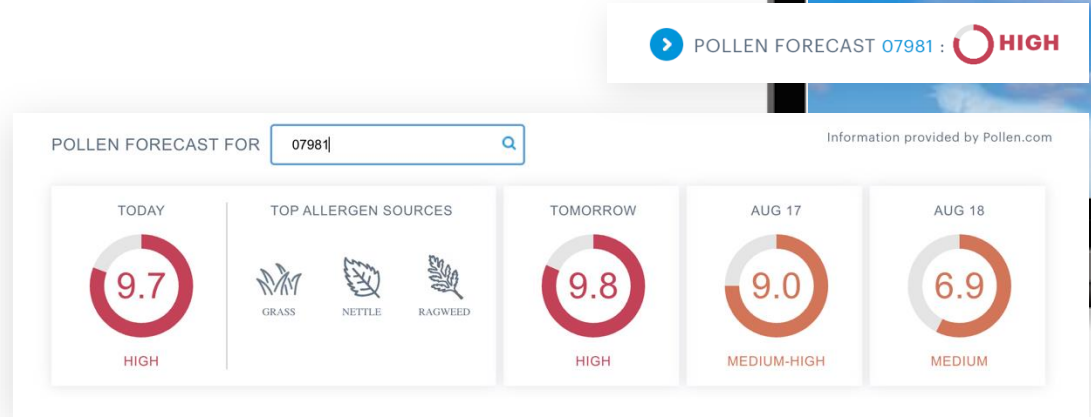 POLLEN FORECAST 07981 : HIGH
POLLEN FORECAST FOR 07981
Information provided by Pollen.com
TODAY
9.7
HIGH
TOP ALLERGEN SOURCES
GRASS
NETTLE
RAGWEED
TOMORROW
9.8
HIGH
AUG 17
9.0
MEDIUM-HIGH
AUG 18
6.9
MEDIUM